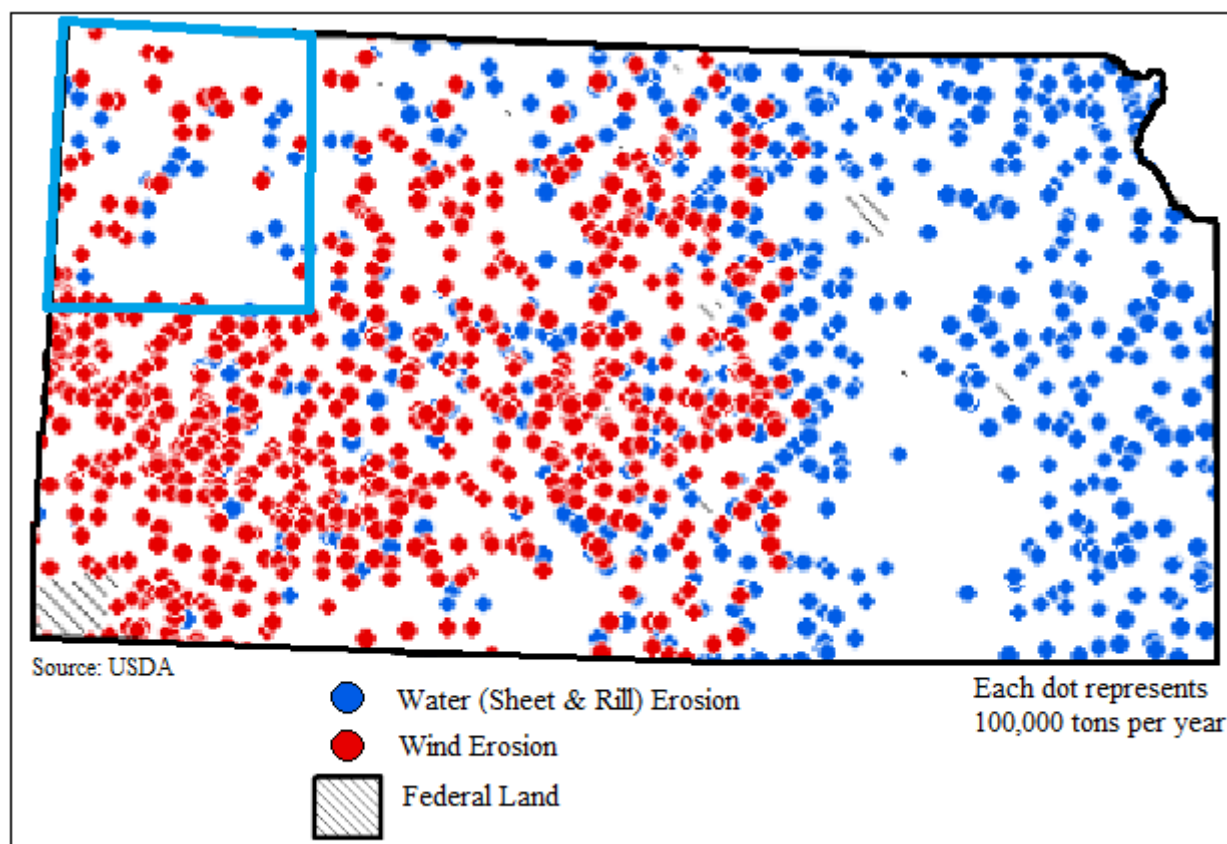 Source: USDA
Water (Sheet & Rill) Erosion
Wind Erosion
Federal Land
Each dot represents
100,000 tons per year